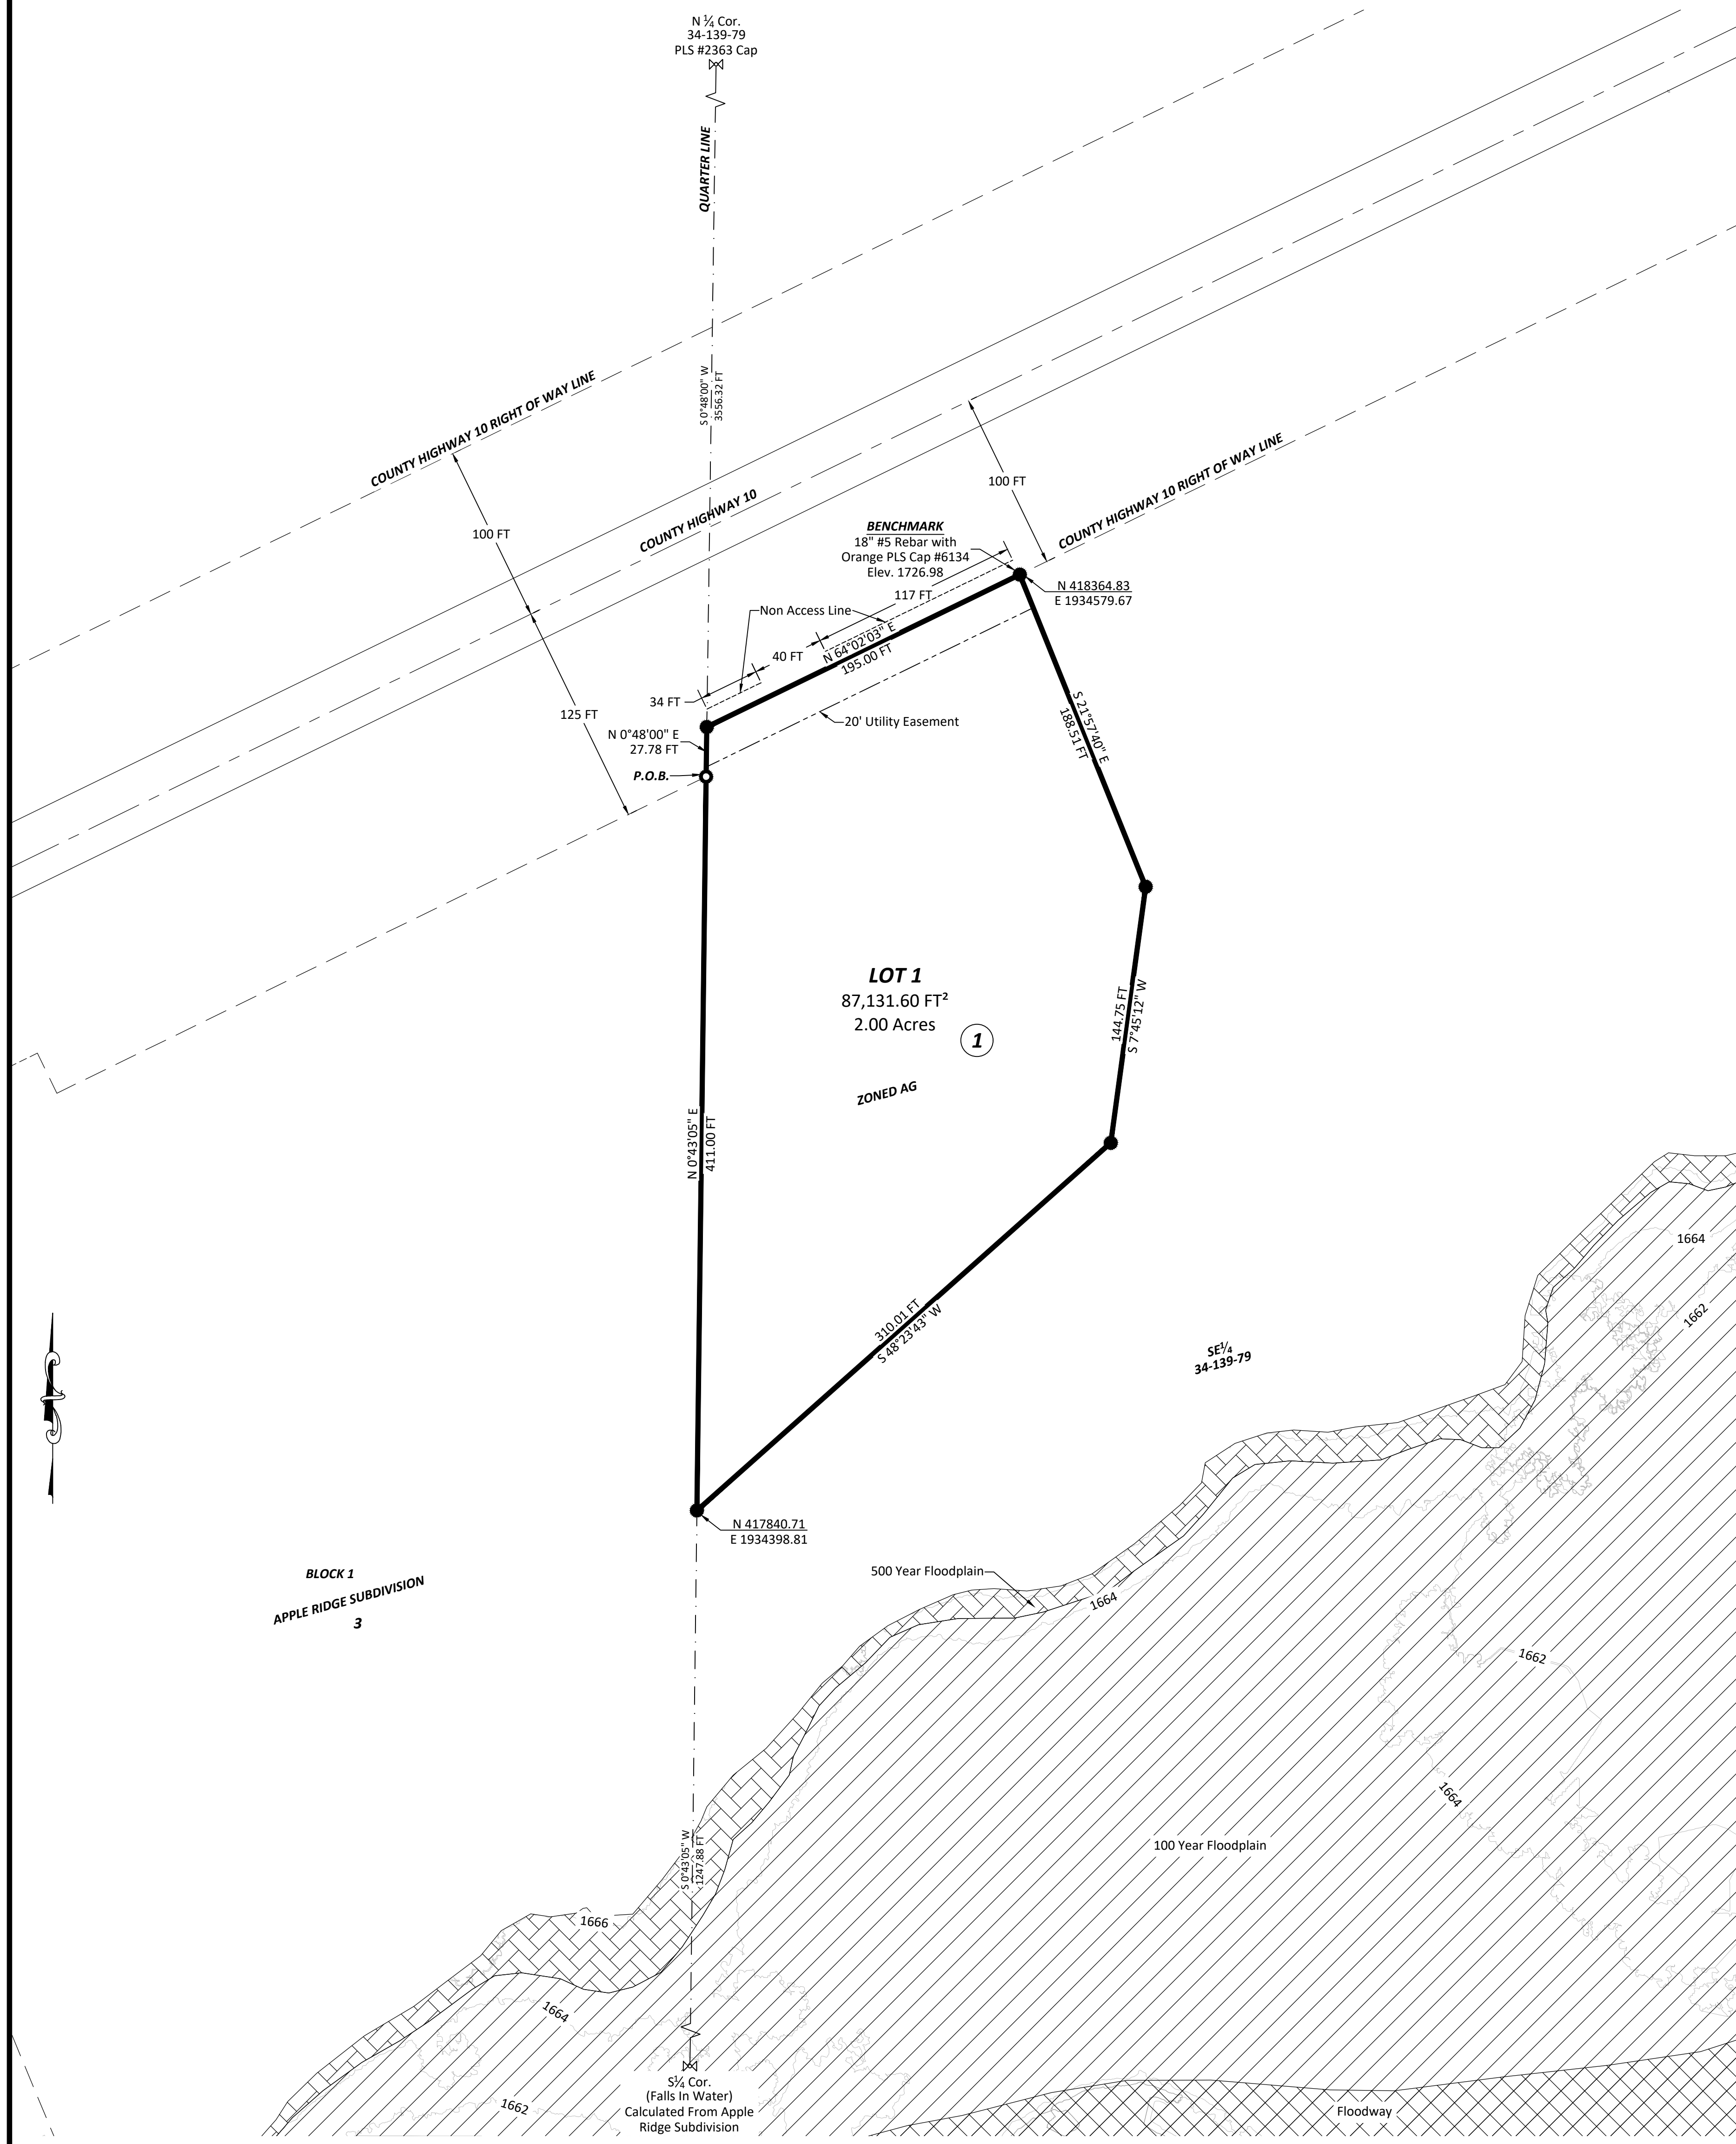 N ¼ Cor.
34-139-79
PLS #2363 Cap
QUARTER LINE
S 0°48'00" W
3556.32 FT
COUNTY HIGHWAY 10 RIGHT OF WAY LINE
100 FT
COUNTY HIGHWAY 10
100 FT
COUNTY HIGHWAY 10 RIGHT OF WAY LINE
BENCHMARK
18" #5 Rebar with
Orange PLS Cap #6134
Elev. 1726.98
117 FT
N 418364.83
E 1934579.67
Non Access Line
40 FT
N 64°02'03" E
195.00 FT
34 FT
125 FT
20' Utility Easement
N 0°48'00" E
27.78 FT
P.O.B.
S 21°57'40" E
188.51 FT
LOT 1
87,131.60 FT²
2.00 Acres
1
ZONED AG
144.75 FT
S 7°45'12" W
N 0°43'05" E
411.00 FT
310.01 FT
S 48°23'43" W
SE¼
34-139-79
1664
1662
N 417840.71
E 1934398.81
BLOCK 1
APPLE RIDGE SUBDIVISION
3
500 Year Floodplain
1664
1662
1664
100 Year Floodplain
S 0°43'05" W
1247.88 FT
1666
1664
1662
S¼ Cor.
(Falls In Water)
Calculated From Apple
Ridge Subdivision
Floodway